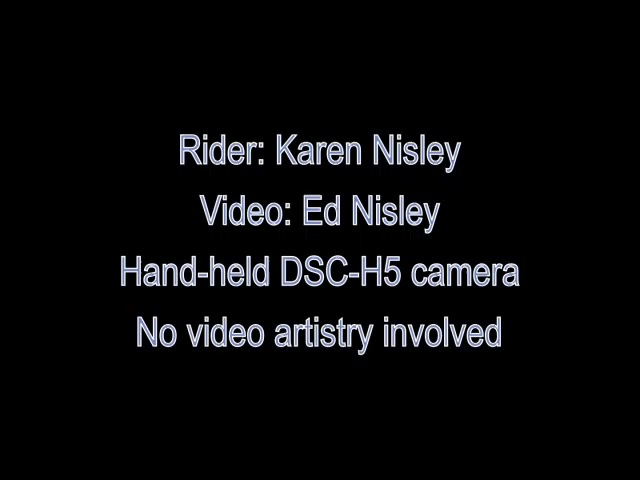 Rider: Karen Nisley
Video: Ed Nisley
Hand-held DSC-H5 camera
No video artistry involved